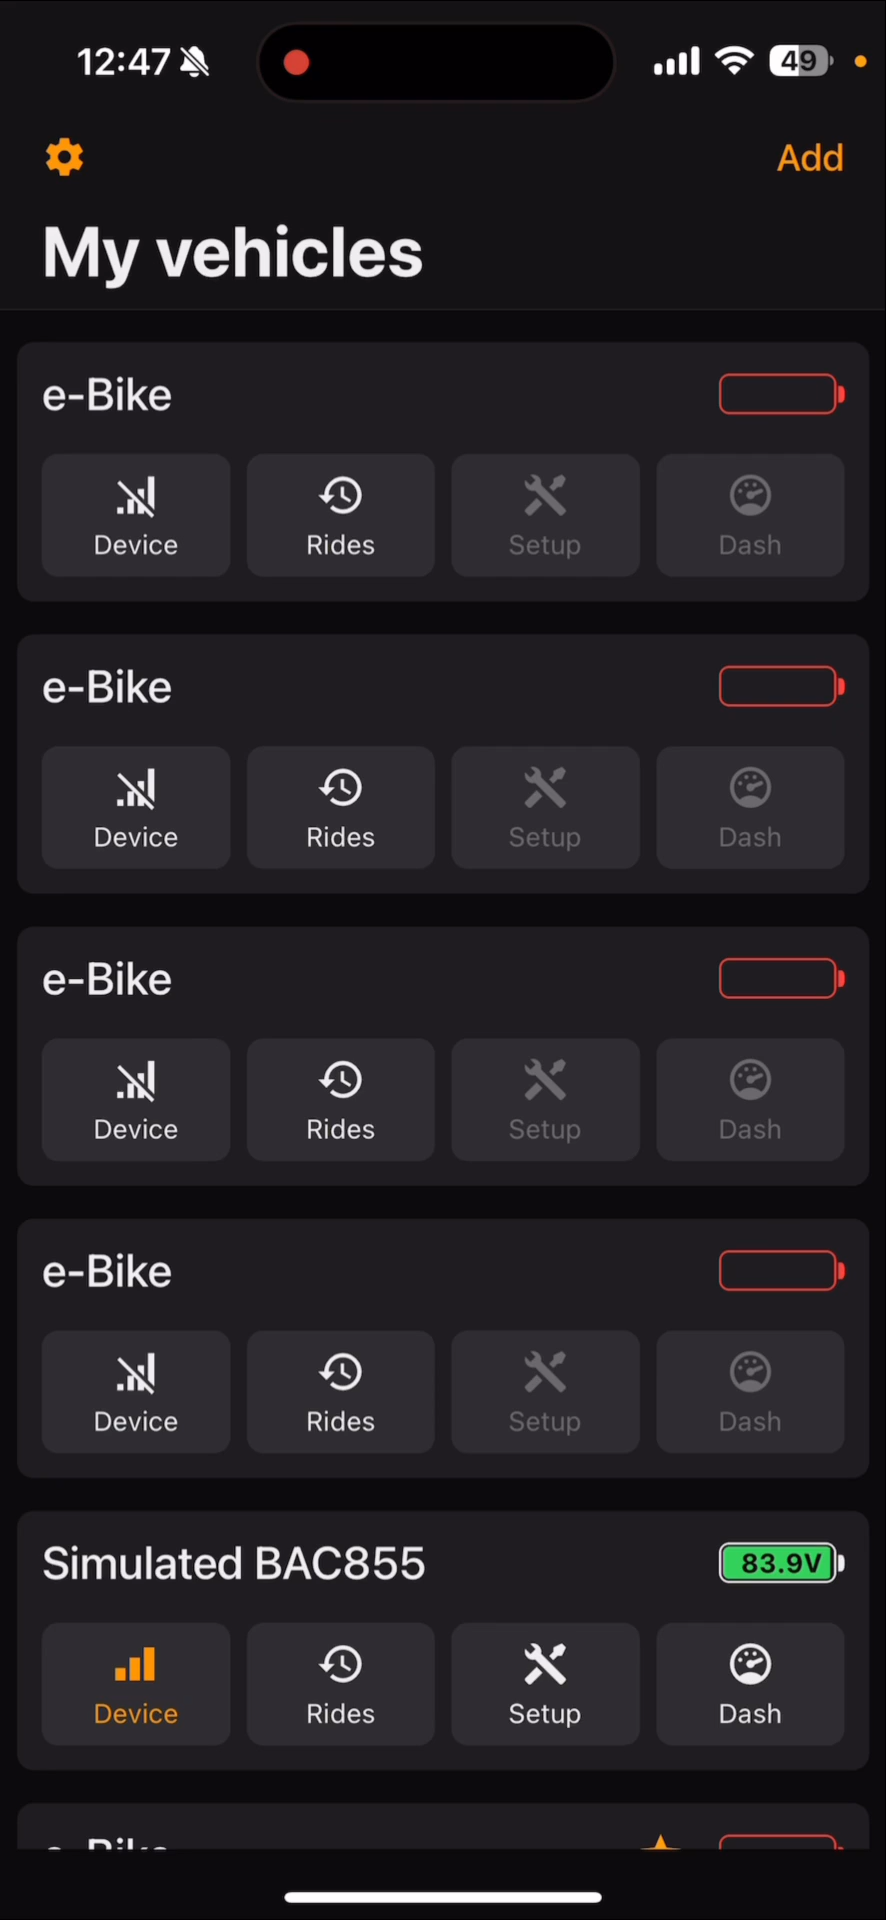 12:47 49
Add
My vehicles
e-Bike
Device Rides Setup Dash
e-Bike
Device Rides Setup Dash
e-Bike
Device Rides Setup Dash
e-Bike
Device Rides Setup Dash
Simulated BAC855 83.9V
Device Rides Setup Dash
e-Bike